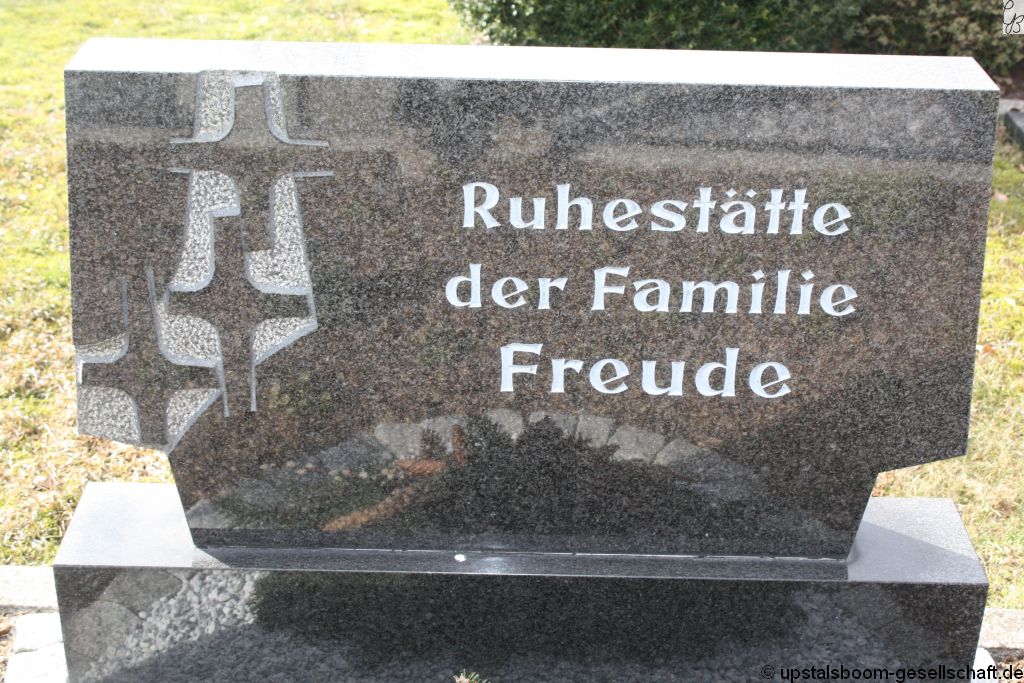 Ruhestätte
der Familie
Freude
© upstalsboom-gesellschaft.de